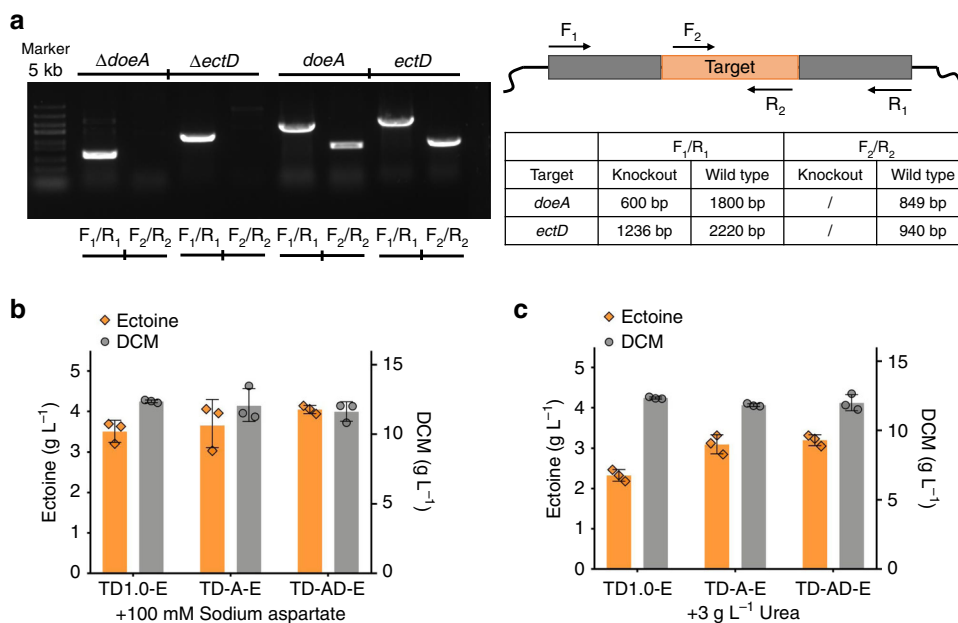 a
Marker
5 kb
ΔdoeA ΔectD doeA ectD
F1/R1 F2/R2 F1/R1 F2/R2 F1/R1 F2/R2 F1/R1 F2/R2
F1 F2
Target
R2 R1
F1/R1 F2/R2
Target Knockout Wild type Knockout Wild type
doeA 600 bp 1800 bp / 849 bp
ectD 1236 bp 2220 bp / 940 bp
b
Ectoine
DCM
Ectoine (g L–1)
5
4
3
2
1
0
15
10
5
0
DCM (g L–1)
TD1.0-E TD-A-E TD-AD-E
+100 mM Sodium aspartate
c
Ectoine
DCM
Ectoine (g L–1)
5
4
3
2
1
0
15
10
5
0
DCM (g L–1)
TD1.0-E TD-A-E TD-AD-E
+3 g L–1 Urea